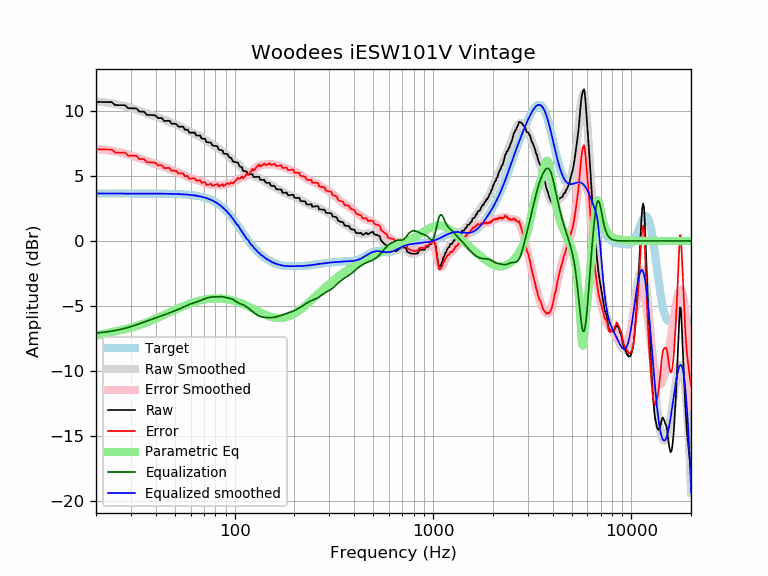 Woodees iESW101V Vintage
Amplitude (dBr)
10
5
0
−5
−10
−15
−20
Target
Raw Smoothed
Error Smoothed
Raw
Error
Parametric Eq
Equalization
Equalized smoothed
100
1000
10000
Frequency (Hz)